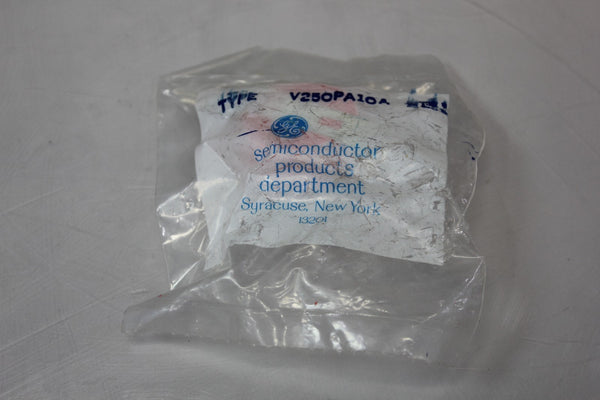 TYPE V250PA10A
GE
semiconductor
products
department
Syracuse, New York
13201